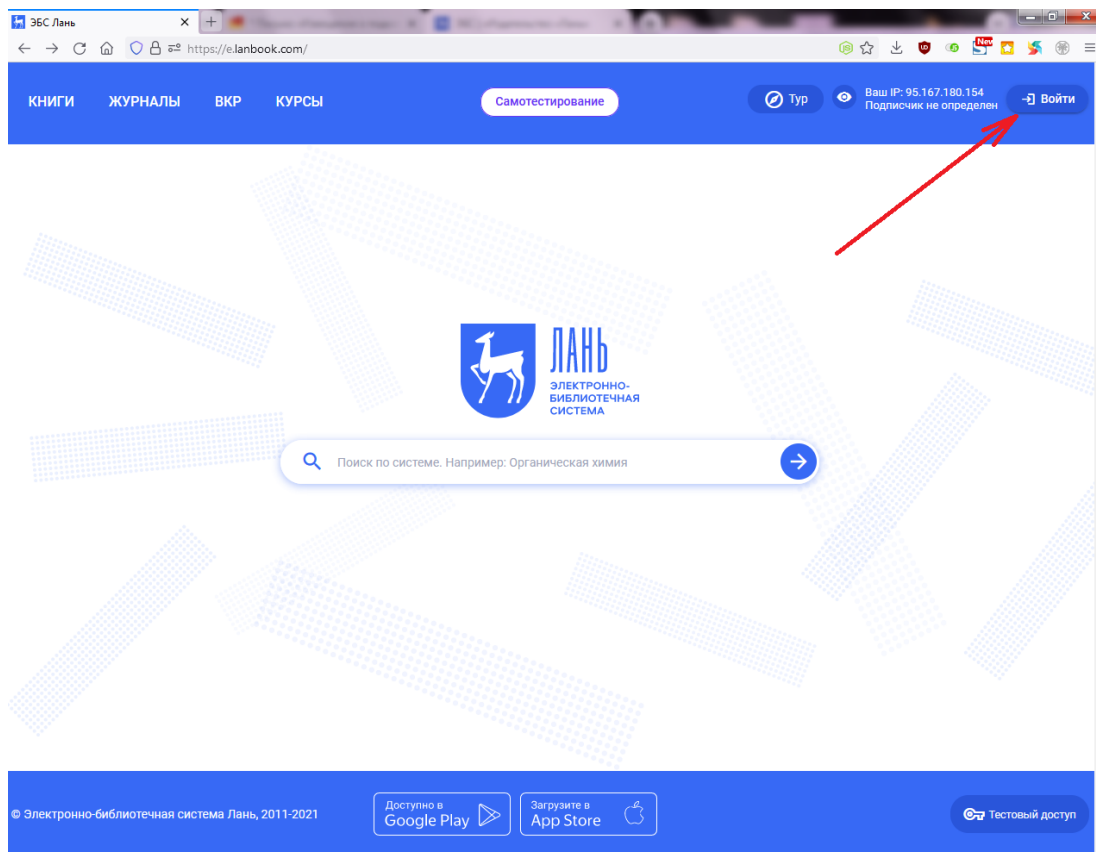 ЭБС Лань
https://e.lanbook.com/
New
КНИГИ ЖУРНАЛЫ ВКР КУРСЫ
Самотестирование
Тур
Ваш IP: 95.167.180.154
Подписчик не определен
Войти
ЛАНЬ
ЭЛЕКТРОННО-
БИБЛИОТЕЧНАЯ
СИСТЕМА
Поиск по системе. Например: Органическая химия
© Электронно-библиотечная система Лань, 2011-2021
Доступно в
Google Play
Загрузите в
App Store
Тестовый доступ